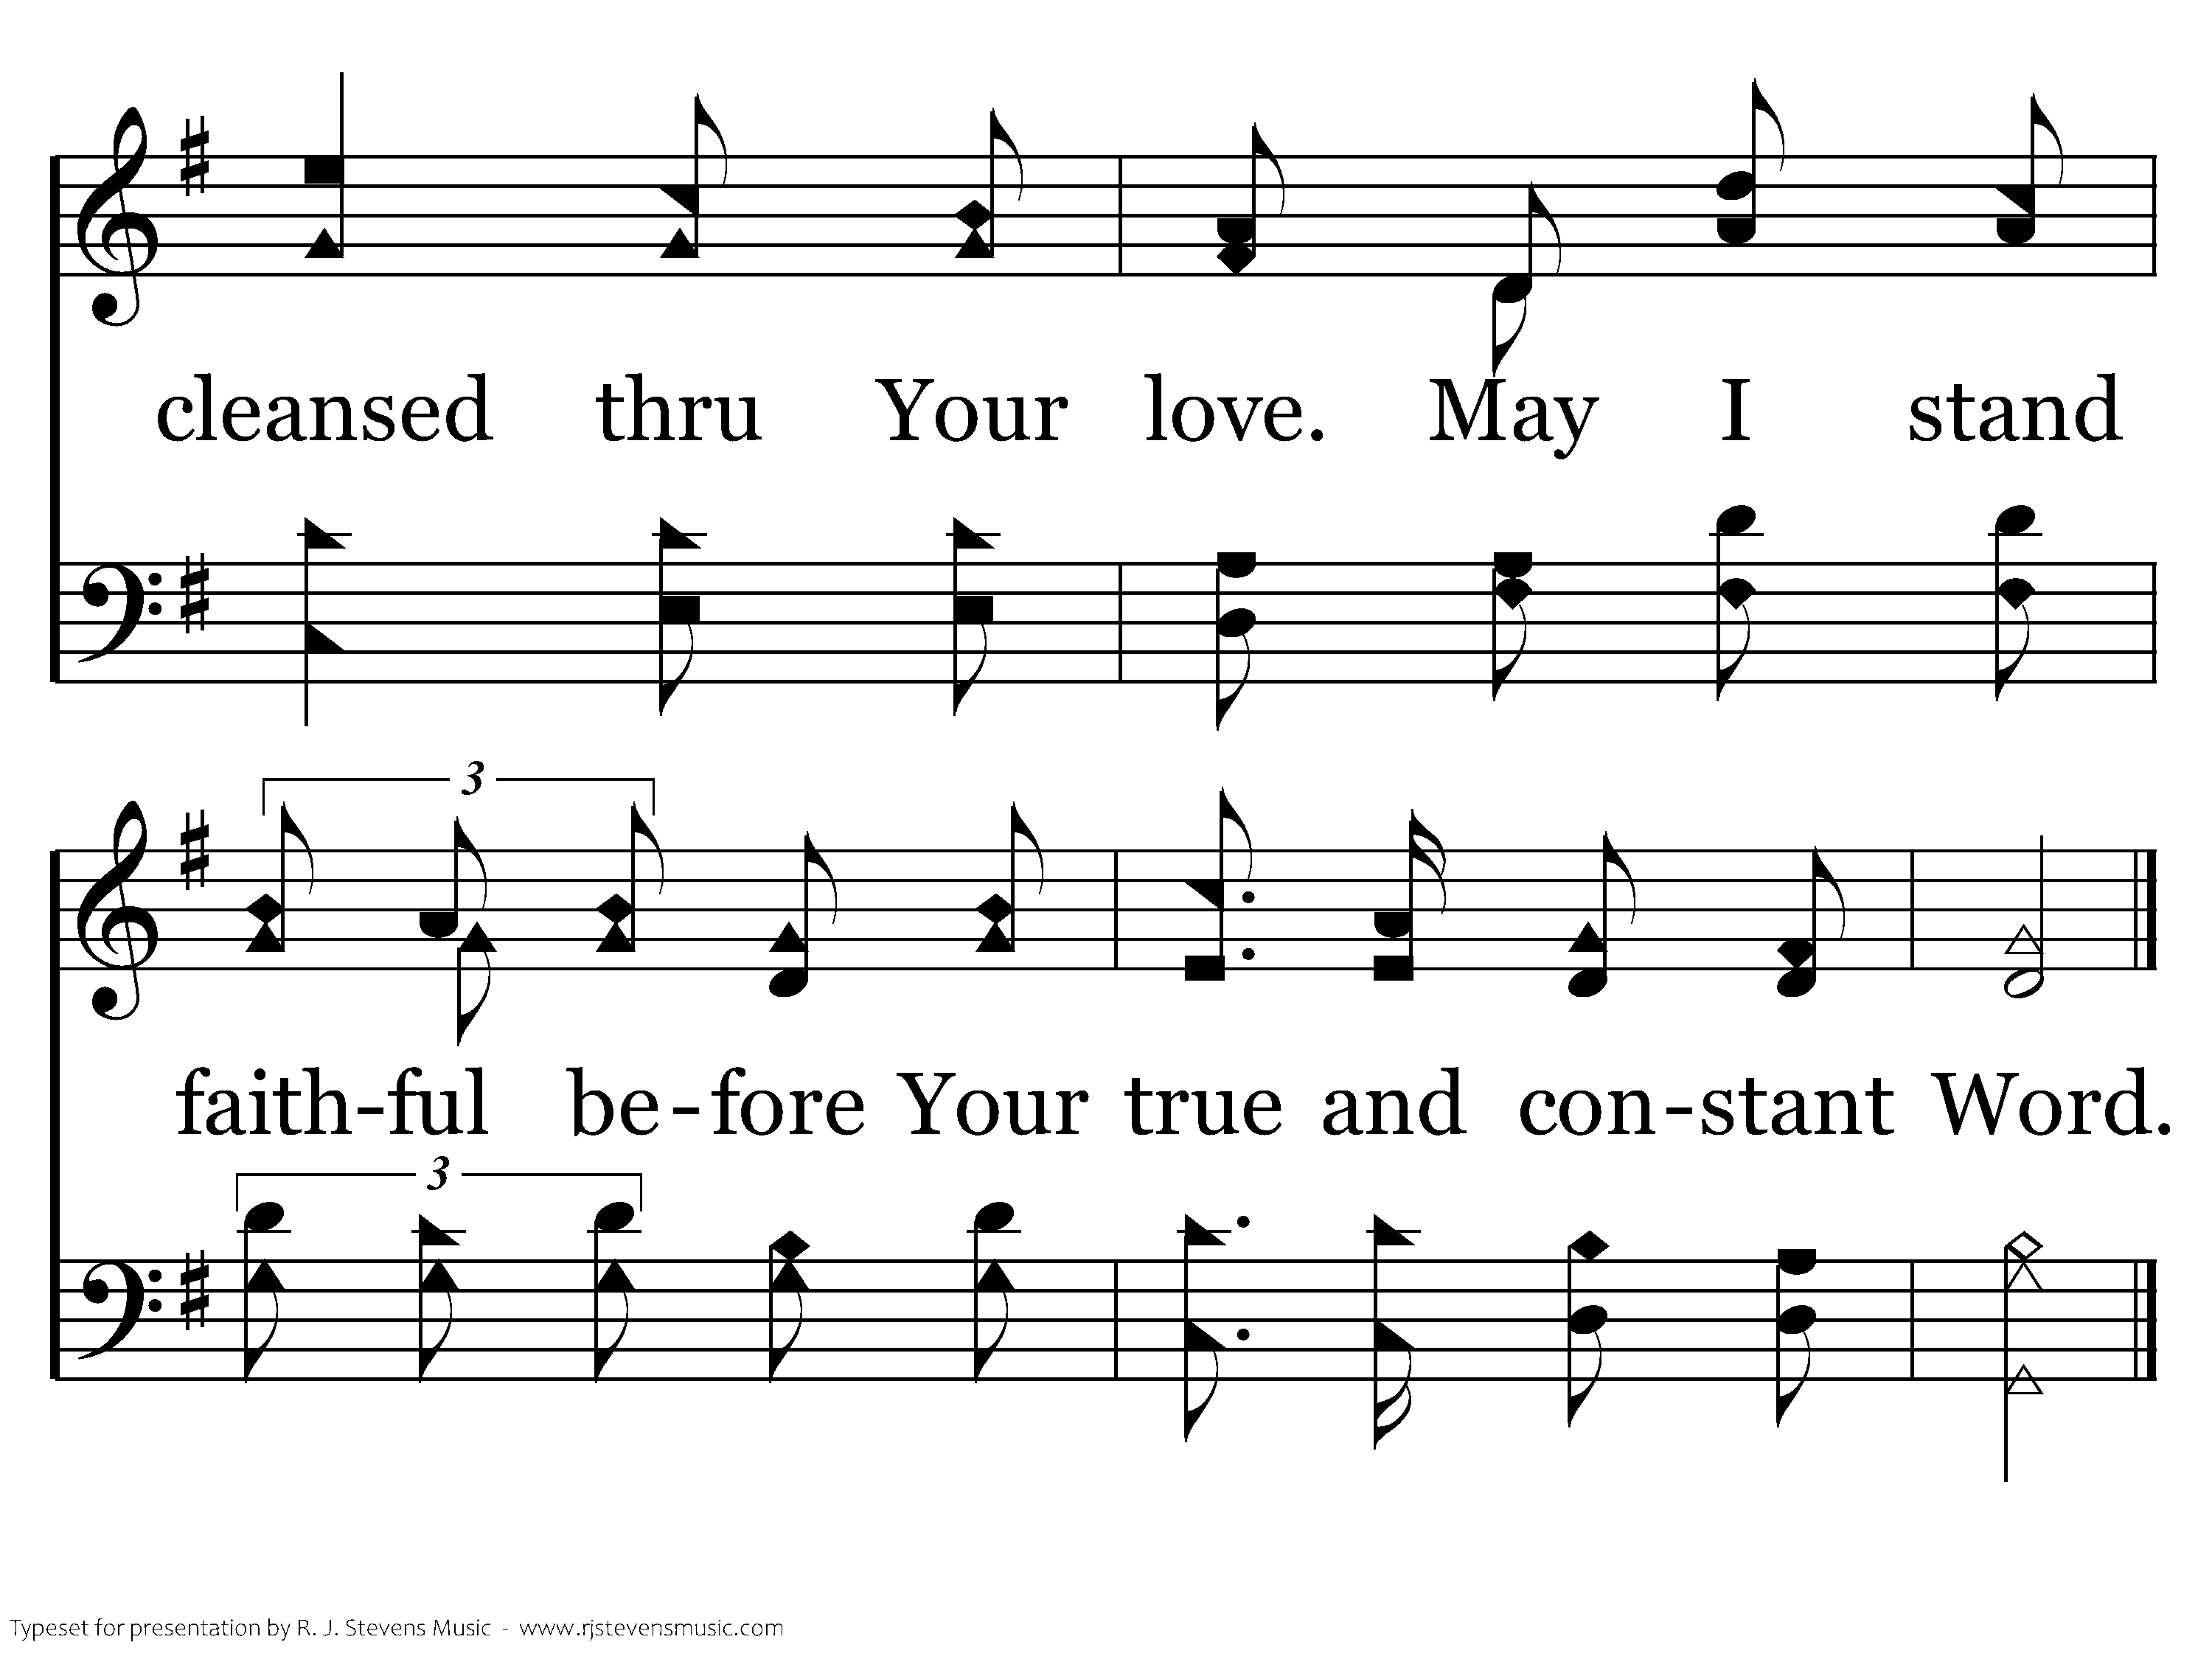 cleansed thru Your love. May I stand
3
faith-ful be-fore Your true and con-stant Word.
3
Typeset for presentation by R. J. Stevens Music - www.rjstevensmusic.com